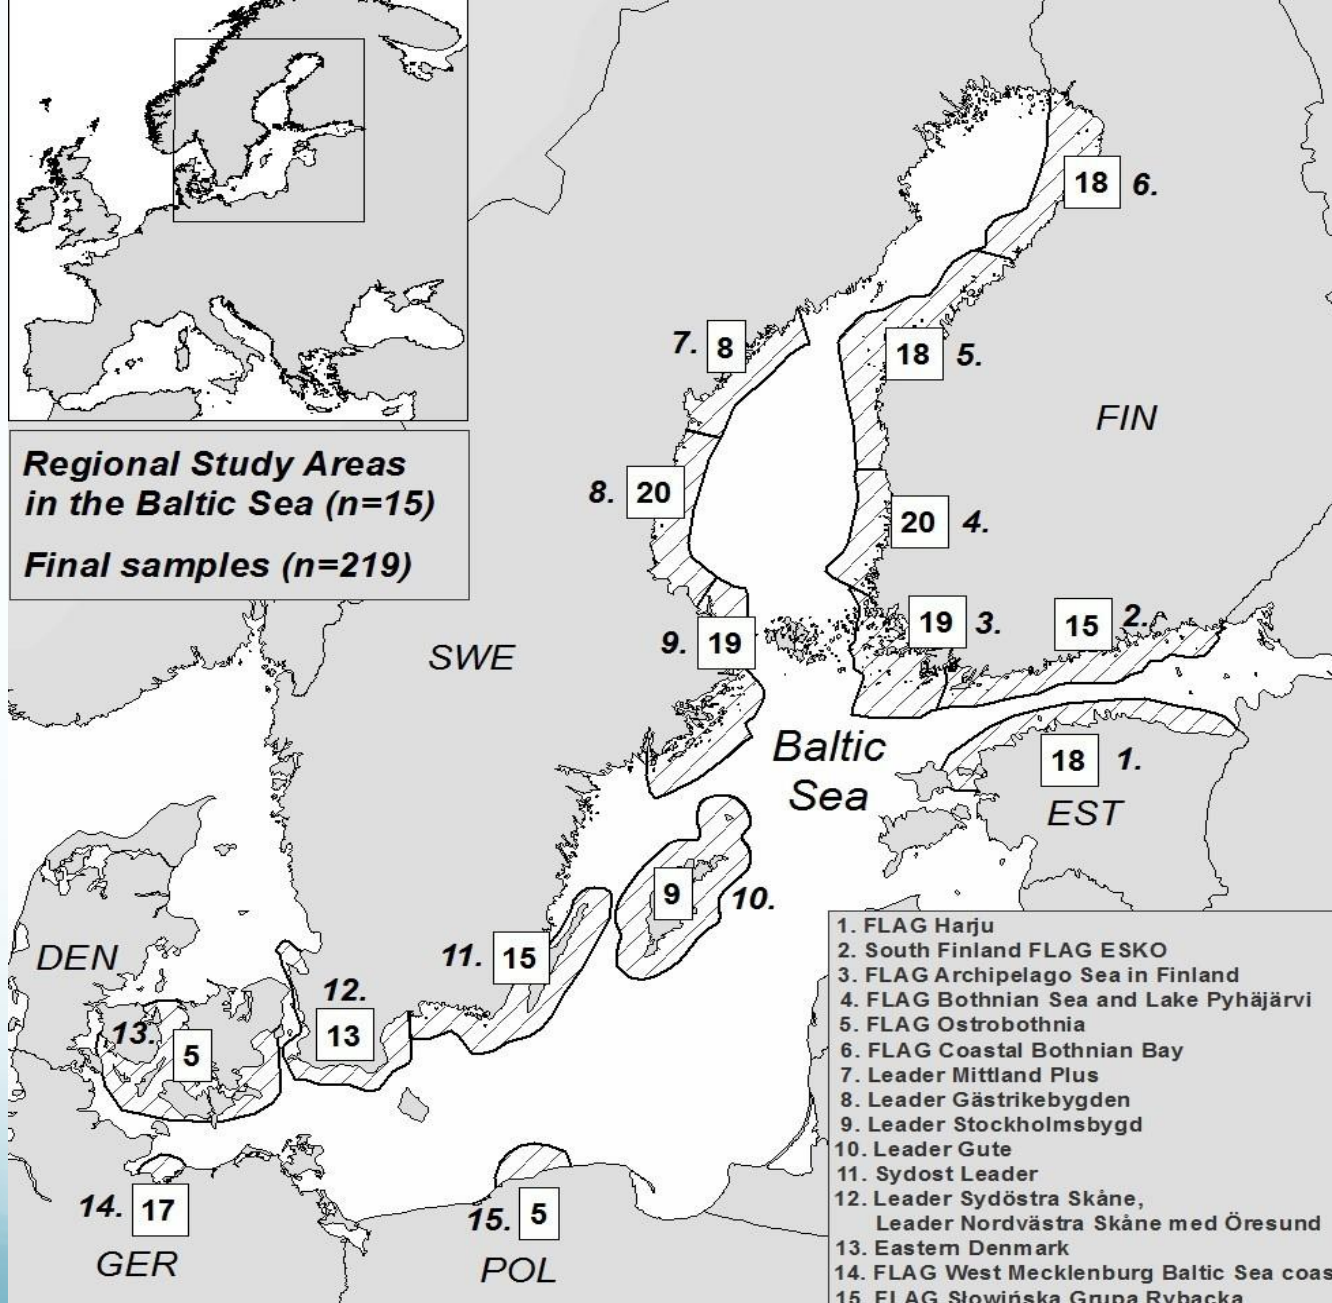 Regional Study Areas
in the Baltic Sea (n=15)
Final samples (n=219)
18 6.
7. 8
18 5.
FIN
8. 20
20 4.
9. 19
19 3.
15 2.
SWE
Baltic
Sea
18 1.
EST
9
10.
DEN
11. 15
12.
13
13.
5
14. 17
15. 5
GER
POL
1. FLAG Harju
2. South Finland FLAG ESKO
3. FLAG Archipelago Sea in Finland
4. FLAG Bothnian Sea and Lake Pyhäjärvi
5. FLAG Ostrobothnia
6. FLAG Coastal Bothnian Bay
7. Leader Mittland Plus
8. Leader Gästrikebygden
9. Leader Stockholmsbygd
10. Leader Gute
11. Sydost Leader
12. Leader Sydöstra Skåne,
Leader Nordvästra Skåne med Öresund
13. Eastern Denmark
14. FLAG West Mecklenburg Baltic Sea coas
15. FLAG Słowińska Grupa Rybacka